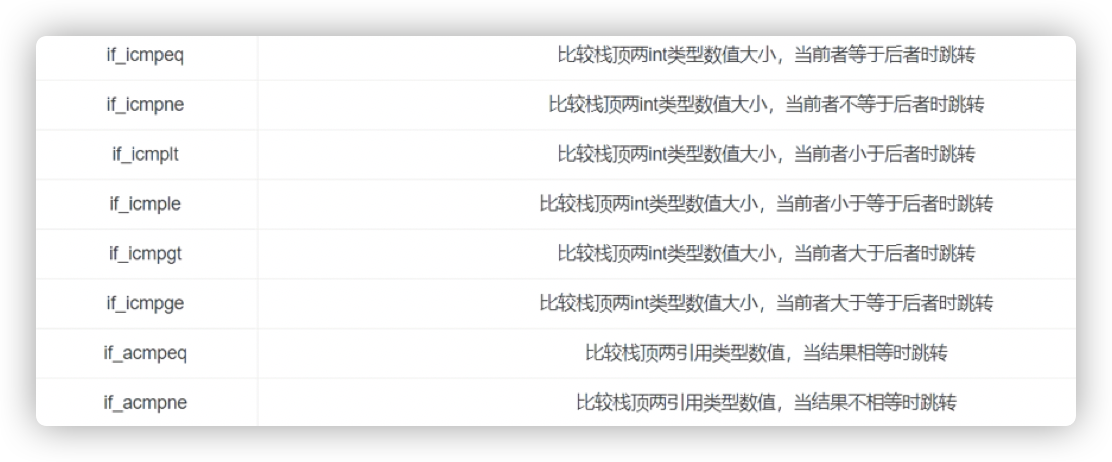 if_icmpeq 比较栈顶两int类型数值大小，当前者等于后者时跳转
if_icmpne 比较栈顶两int类型数值大小，当前者不等于后者时跳转
if_icmplt 比较栈顶两int类型数值大小，当前者小于后者时跳转
if_icmple 比较栈顶两int类型数值大小，当前者小于等于后者时跳转
if_icmpgt 比较栈顶两int类型数值大小，当前者大于后者时跳转
if_icmpge 比较栈顶两int类型数值大小，当前者大于等于后者时跳转
if_acmpeq 比较栈顶两引用类型数值，当结果相等时跳转
if_acmpne 比较栈顶两引用类型数值，当结果不相等时跳转